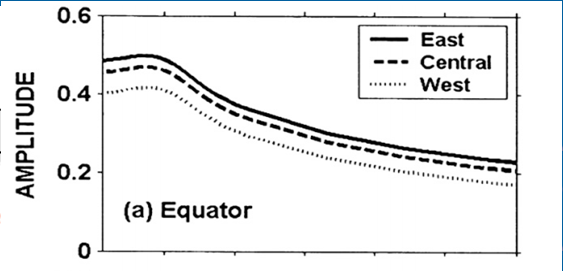 0.6
East
Central
West
0.4
AMPLITUDE
0.2
(a) Equator
0